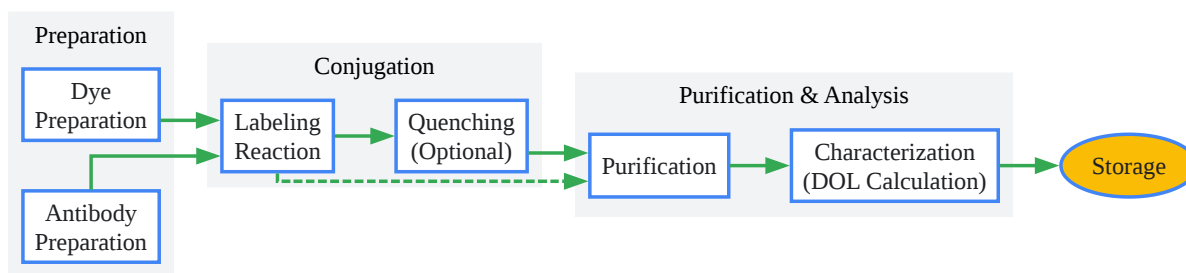 Preparation
Dye
Preparation
Antibody
Preparation
Conjugation
Labeling
Reaction
Quenching
(Optional)
Purification & Analysis
Purification
Characterization
(DOL Calculation)
Storage